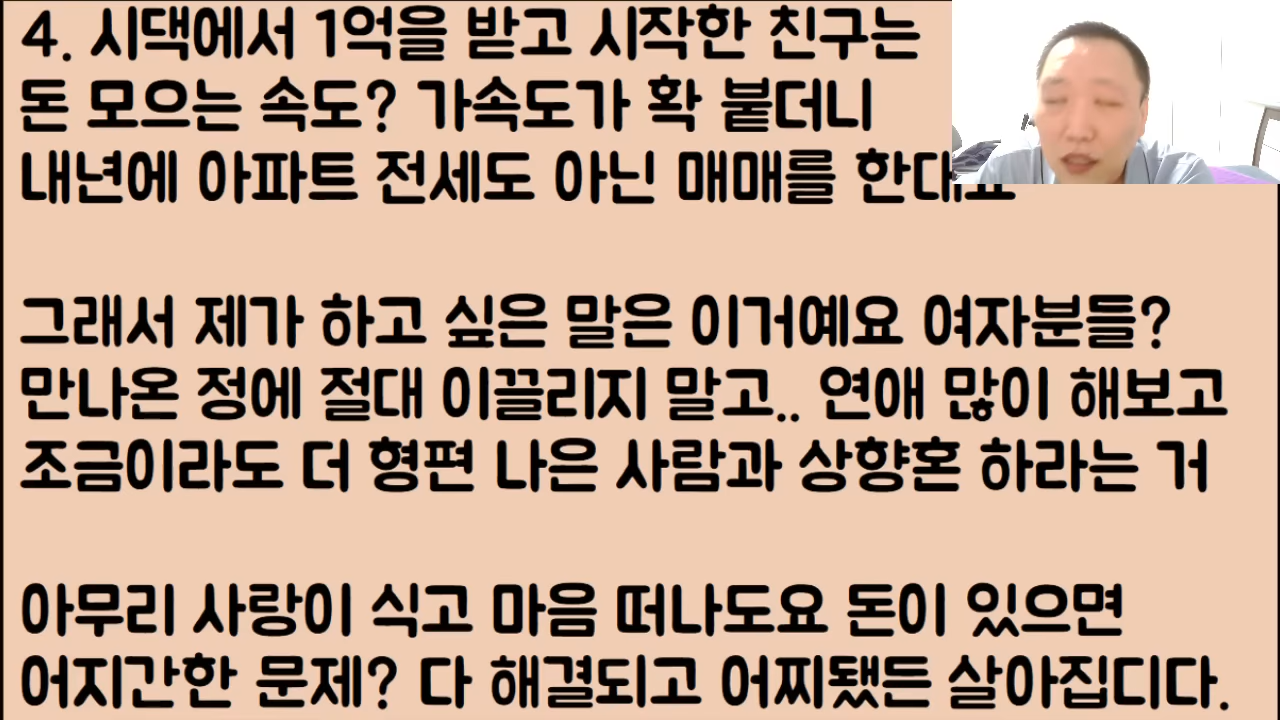 4. 시댁에서 1억을 받고 시작한 친구는
돈 모으는 속도? 가속도가 확 붙더니
내년에 아파트 전세도 아닌 매매를 한대요
그래서 제가 하고 싶은 말은 이거예요 여자분들?
만나온 정에 절대 이끌리지 말고.. 연애 많이 해보고
조금이라도 더 형편 나은 사람과 상향혼 하라는 거
아무리 사랑이 식고 마음 떠나도요 돈이 있으면
어지간한 문제? 다 해결되고 어찌됐든 살아집디다.